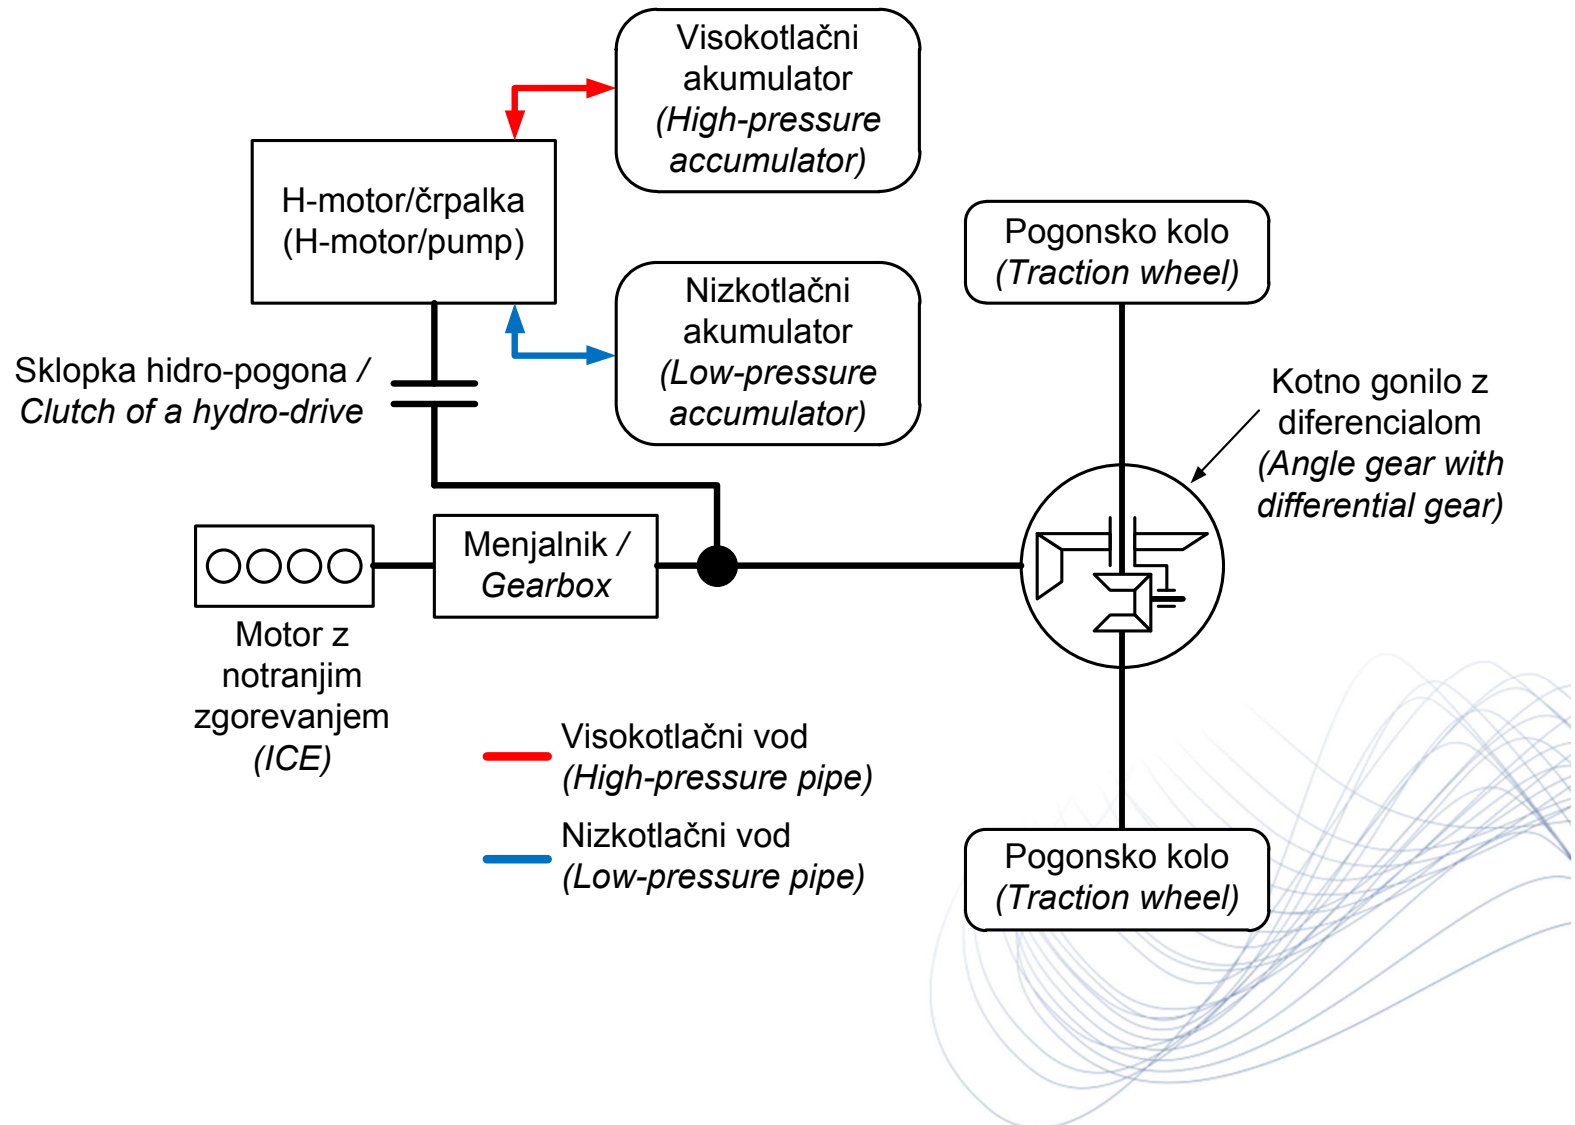 Visokotlačni
akumulator
(High-pressure
accumulator)
H-motor/črpalka
(H-motor/pump)
Pogonsko kolo
(Traction wheel)
Nizkotlačni
akumulator
(Low-pressure
accumulator)
Sklopka hidro-pogona /
Clutch of a hydro-drive
Kotno gonilo z
diferencialom
(Angle gear with
differential gear)
Menjalnik /
Gearbox
Motor z
notranjim
zgorevanjem
(ICE)
Visokotlačni vod
(High-pressure pipe)
Nizkotlačni vod
(Low-pressure pipe)
Pogonsko kolo
(Traction wheel)